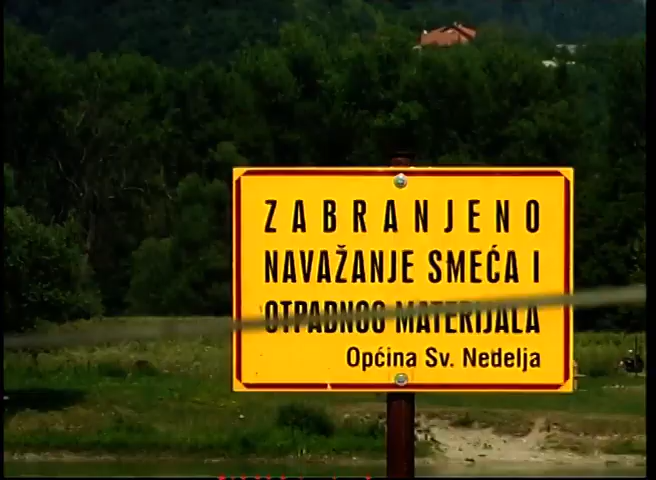 ZABRANJENO
NAVAŽANJE SMEĆA I
OTPADNOG MATERIJALA
Općina Sv. Nedelja